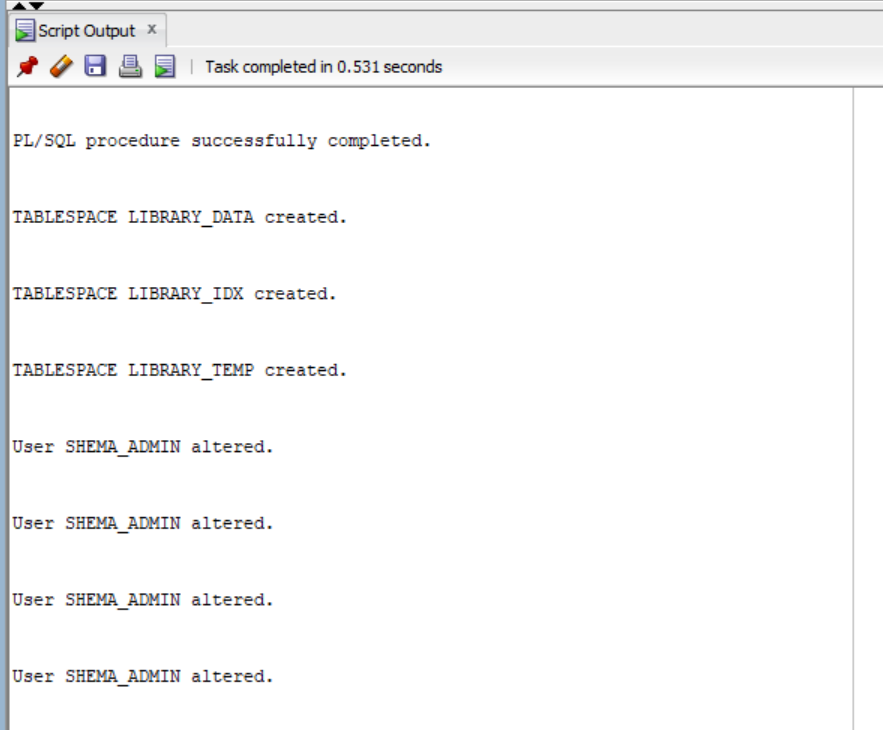 Script Output x
Task completed in 0.531 seconds
PL/SQL procedure successfully completed.
TABLESPACE LIBRARY_DATA created.
TABLESPACE LIBRARY_IDX created.
TABLESPACE LIBRARY_TEMP created.
User SHEMA_ADMIN altered.
User SHEMA_ADMIN altered.
User SHEMA_ADMIN altered.
User SHEMA_ADMIN altered.